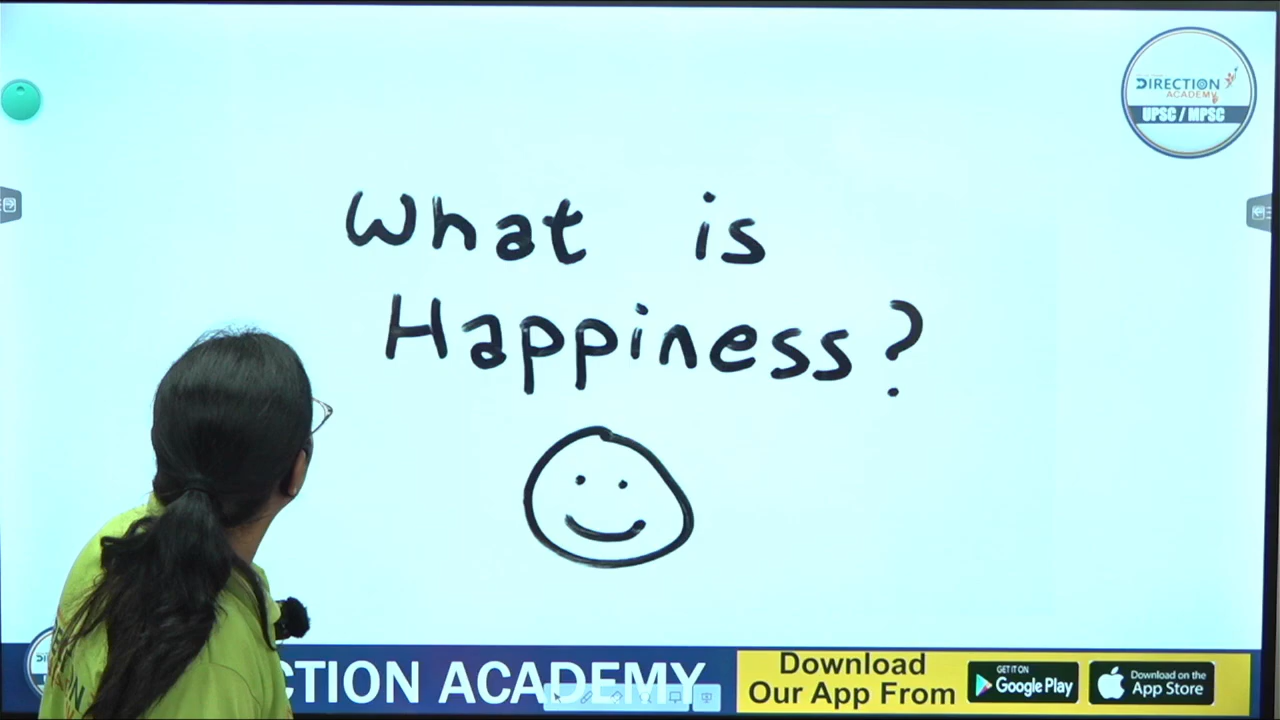 DIRECTION
ACADEMY
UPSC / MPSC
What is
Happiness?
CTION ACADEMY
Download
Our App From
GET IT ON
Google Play
Download on the
App Store